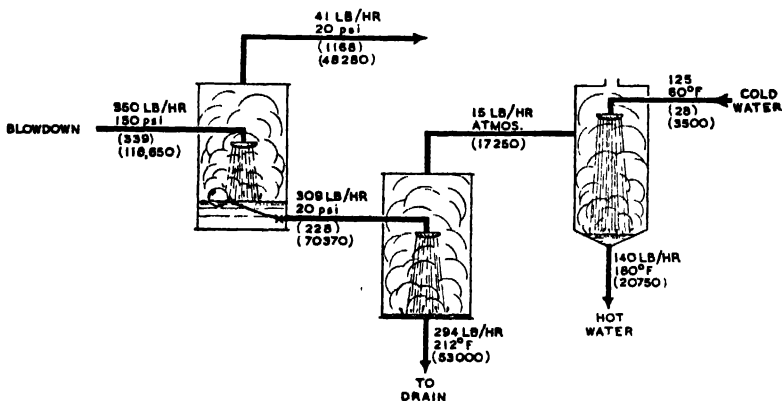 41 LB/HR
20 psi
(1168)
(48280)
350 LB/HR
150 psi
BLOWDOWN
(339)
(118,650)
309 LB/HR
20 psi
(228)
(70370)
15 LB/HR
ATMOS.
(17250)
125
60°F
COLD
WATER
(28)
(3500)
294 LB/HR
212°F
(53000)
TO
DRAIN
140 LB/HR
180°F
(20750)
HOT
WATER